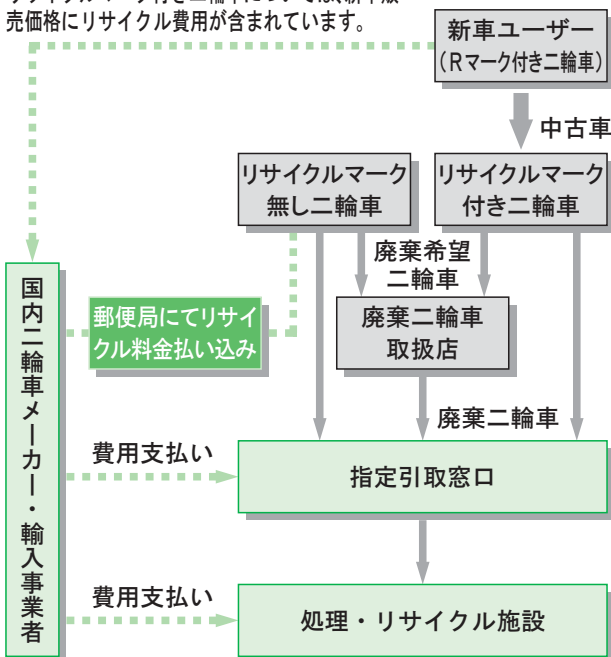 売価格にリサイクル費用が含まれています。
新車ユーザー
（Rマーク付き二輪車）
中古車
リサイクルマーク
無し二輪車
リサイクルマーク
付き二輪車
廃棄希望
二輪車
国内二輪車メーカー・輸入事業者
郵便局にてリサイ
クル料金払い込み
廃棄二輪車
取扱店
廃棄二輪車
費用支払い
指定引取窓口
費用支払い
処理・リサイクル施設